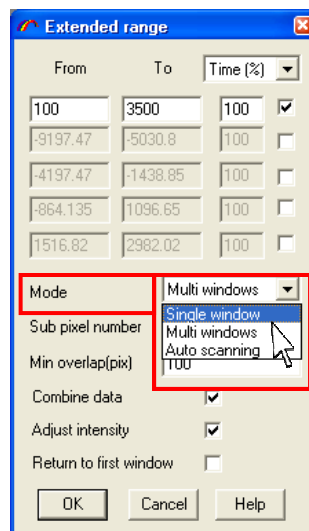 Extended range
From To Time (%)
100 3500 100
-9197.47 -5030.8 100
-4197.47 -1438.85 100
-864.135 1096.65 100
1516.82 2982.02 100
Mode Multi windows
Single window
Sub pixel number Multi windows
Auto scanning
Min overlap(pix) 100
Combine data
Adjust intensity
Return to first window
OK Cancel Help